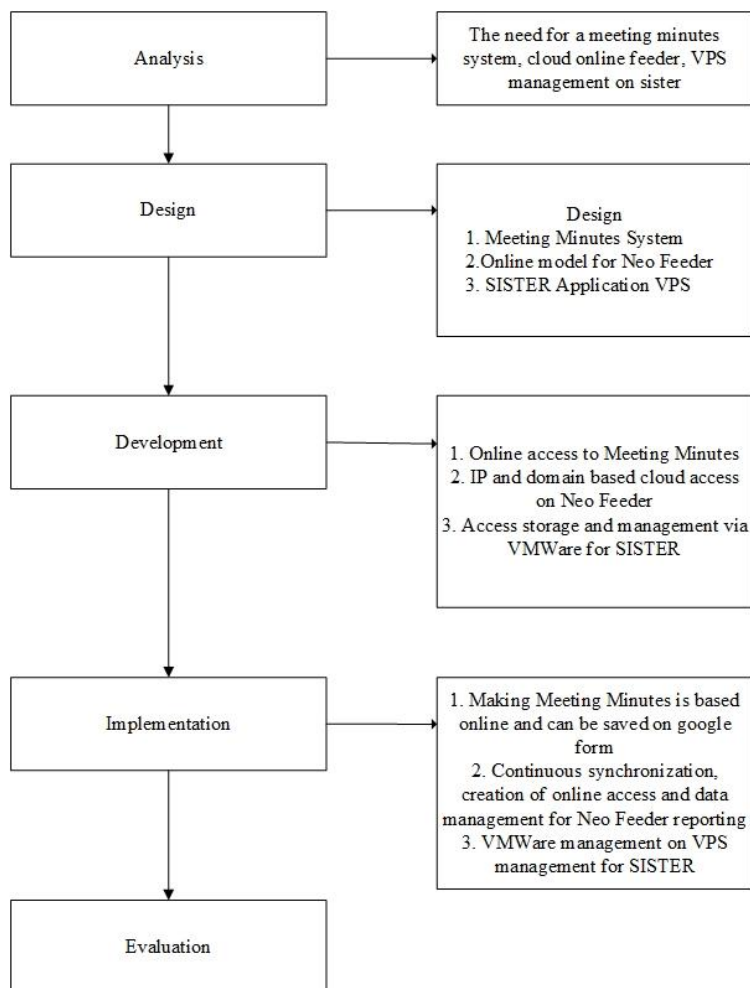 Analysis
The need for a meeting minutes
system, cloud online feeder, VPS
management on sister
Design
Design
1. Meeting Minutes System
2.Online model for Neo Feeder
3. SISTER Application VPS
Development
1. Online access to Meeting Minutes
2. IP and domain based cloud access
on Neo Feeder
3. Access storage and management via
VMWare for SISTER
Implementation
1. Making Meeting Minutes is based
online and can be saved on google
form
2. Continuous synchronization,
creation of online access and data
management for Neo Feeder reporting
3. VMWare management on VPS
management for SISTER
Evaluation